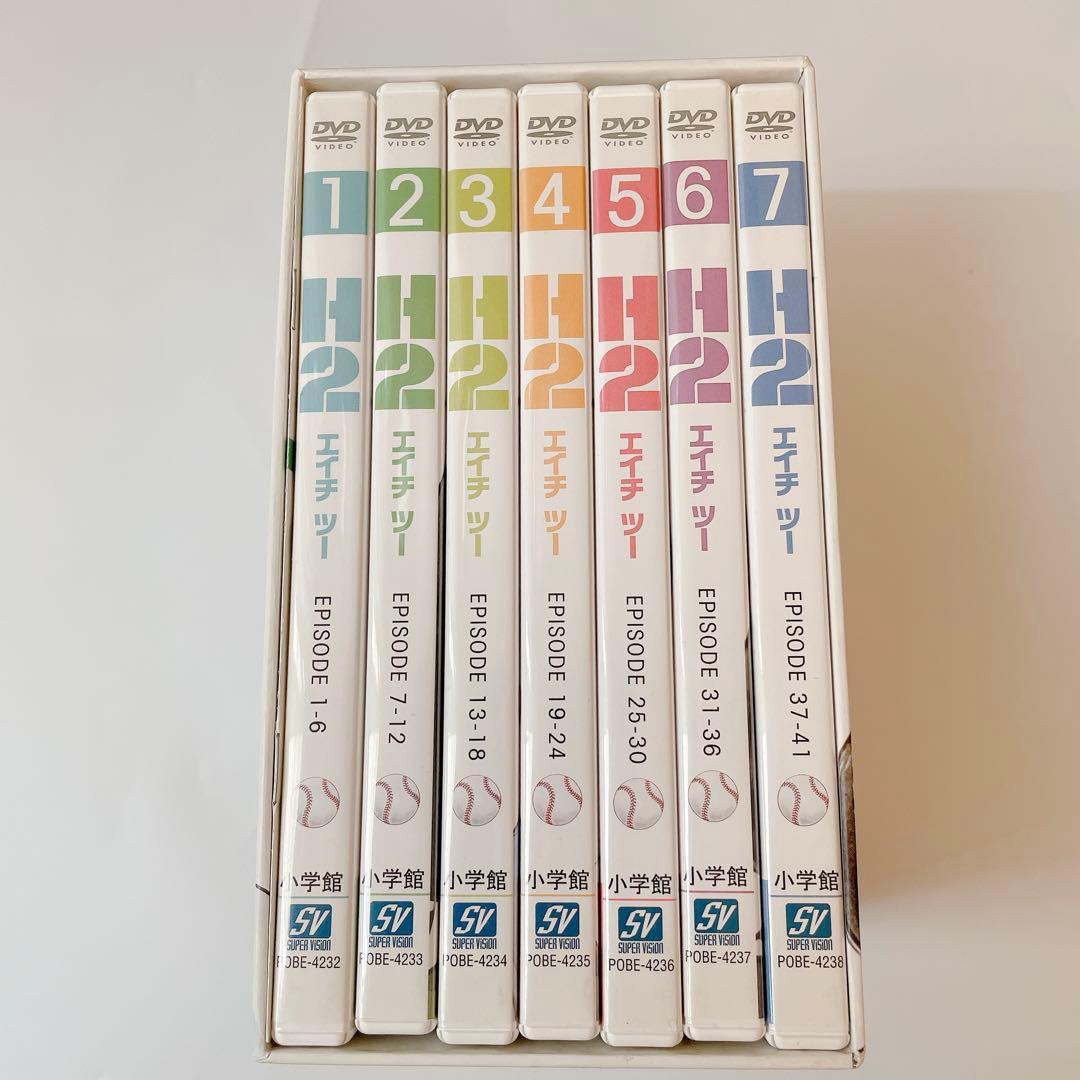 DVD
VIDEO
1
H2
エイチ ツー
EPISODE 1-6
小学館
SV
SUPER VISION
POBE-4232
DVD
VIDEO
2
H2
エイチ ツー
EPISODE 7-12
小学館
SV
SUPER VISION
POBE-4233
DVD
VIDEO
3
H2
エイチ ツー
EPISODE 13-18
小学館
SV
SUPER VISION
POBE-4234
DVD
VIDEO
4
H2
エイチ ツー
EPISODE 19-24
小学館
SV
SUPER VISION
POBE-4235
DVD
VIDEO
5
H2
エイチ ツー
EPISODE 25-30
小学館
SV
SUPER VISION
POBE-4236
DVD
VIDEO
6
H2
エイチ ツー
EPISODE 31-36
小学館
SV
SUPER VISION
POBE-4237
DVD
VIDEO
7
H2
エイチ ツー
EPISODE 37-41
小学館
SV
SUPER VISION
POBE-4238